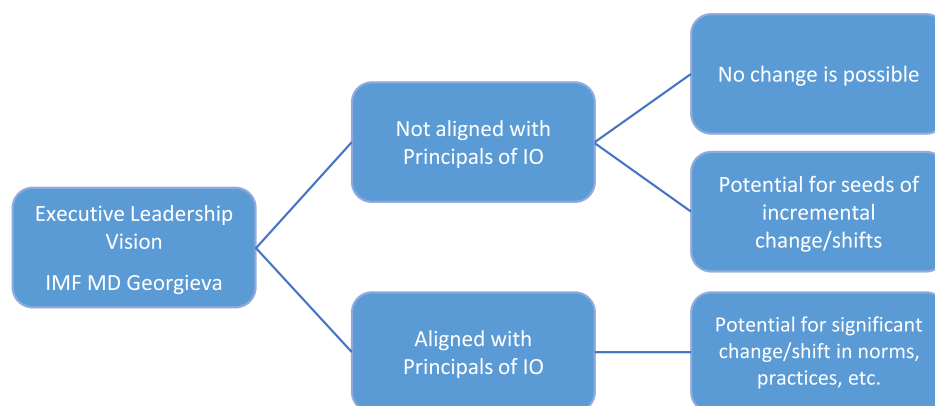 Executive Leadership
Vision
IMF MD Georgieva
Not aligned with
Principals of IO
Aligned with
Principals of IO
No change is possible
Potential for seeds of
incremental
change/shifts
Potential for significant
change/shift in norms,
practices, etc.